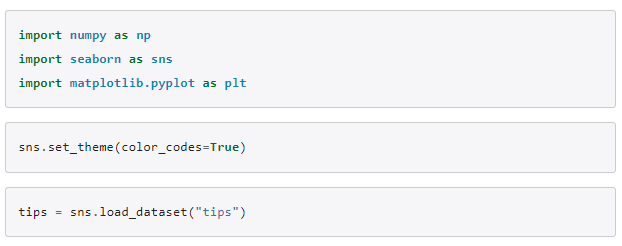 import numpy as np
import seaborn as sns
import matplotlib.pyplot as plt
sns.set_theme(color_codes=True)
tips = sns.load_dataset("tips")